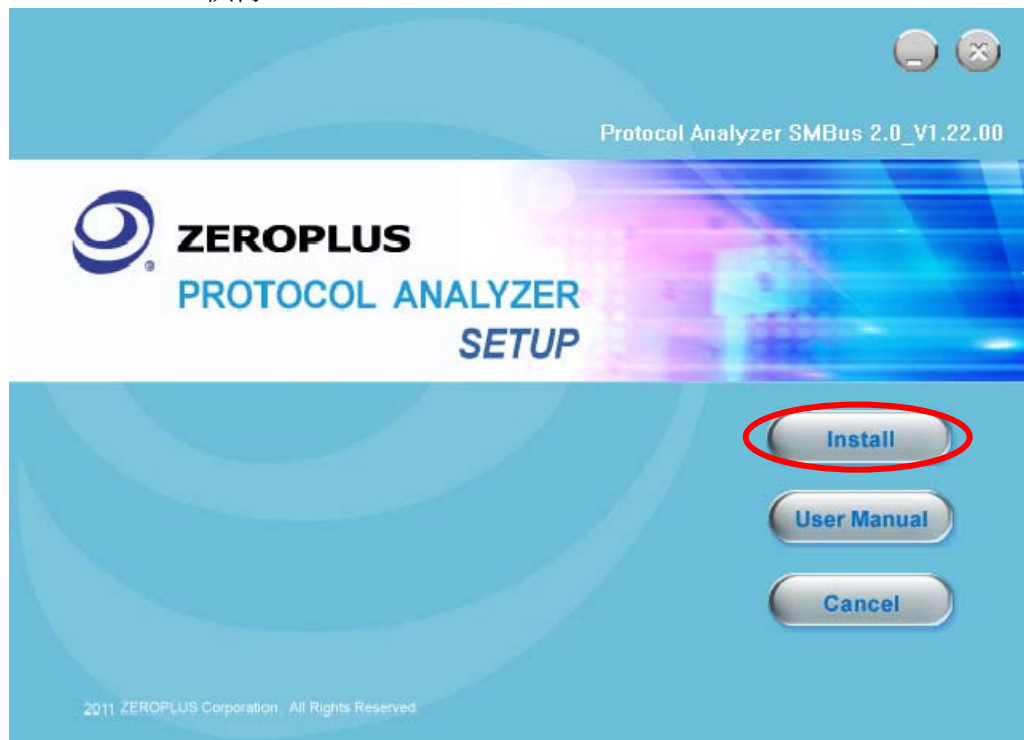 Protocol Analyzer SMBus 2.0_V1.22.00
ZEROPLUS
®
PROTOCOL ANALYZER
SETUP
Install
User Manual
Cancel
2011 ZEROPLUS Corporation. All Rights Reserved.